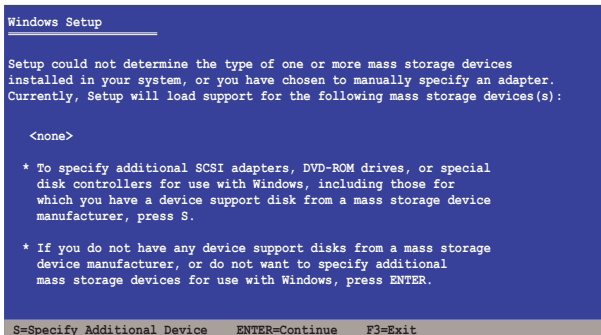 Windows Setup
Setup could not determine the type of one or more mass storage devices
installed in your system, or you have chosen to manually specify an adapter.
Currently, Setup will load support for the following mass storage devices(s):
<none>
* To specify additional SCSI adapters, DVD-ROM drives, or special
disk controllers for use with Windows, including those for
which you have a device support disk from a mass storage device
manufacturer, press S.
* If you do not have any device support disks from a mass storage
device manufacturer, or do not want to specify additional
mass storage devices for use with Windows, press ENTER.
S=Specify Additional Device ENTER=Continue F3=Exit